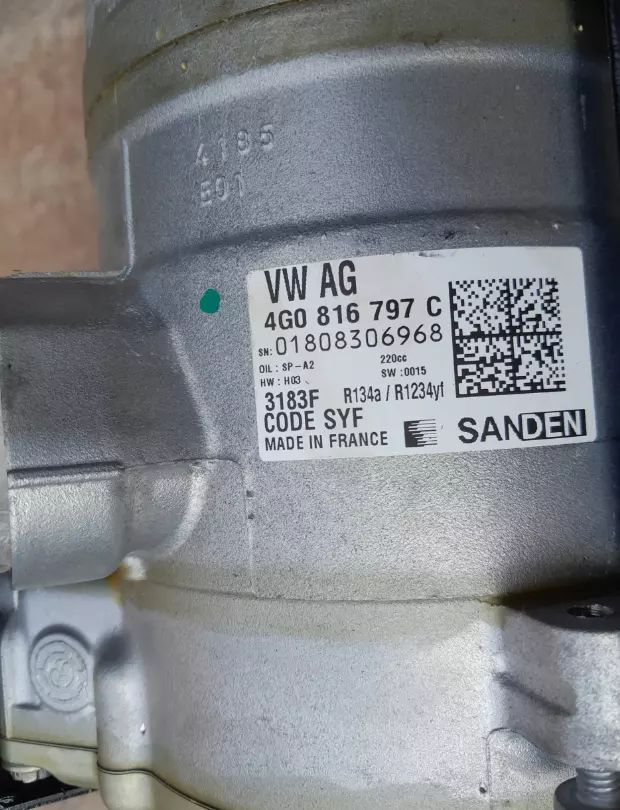 4185
E01
VW AG
4G0 816 797 C
SN: 01808306968
OIL : SP-A2 220cc
HW : H03 SW : 0015
3183F R134a / R1234yf
CODE SYF
MADE IN FRANCE SANDEN